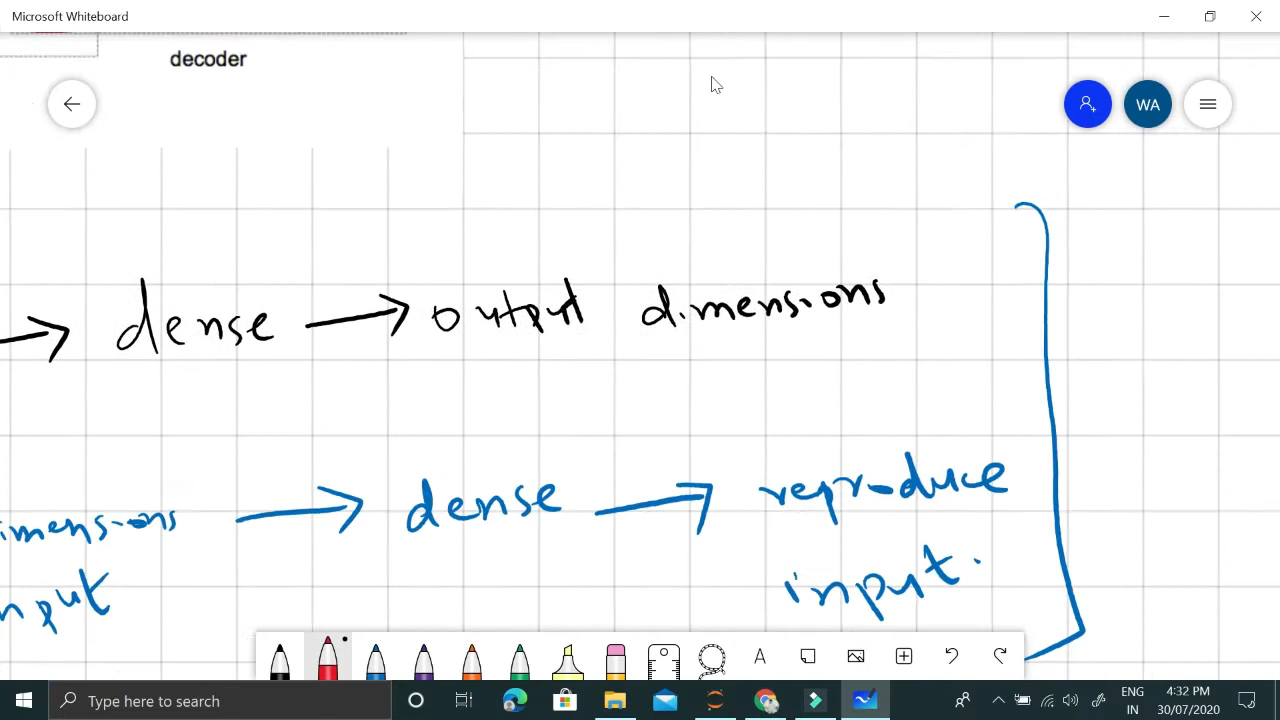 Microsoft Whiteboard
decoder
WA
→ dense → output dimensions
imensions → dense → reproduce
nput input.
A
Type here to search
ENG 4:32 PM
IN 30/07/2020